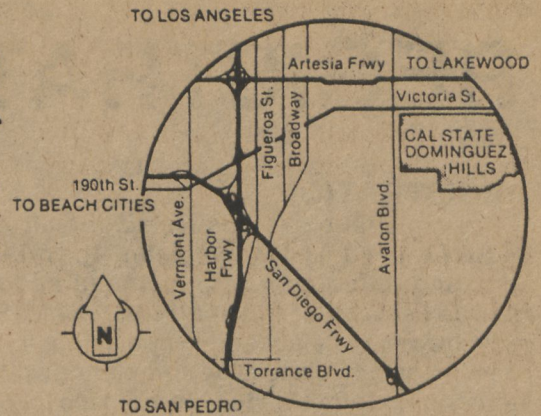 TO LOS ANGELES
Artesia Frwy
TO LAKEWOOD
Victoria St.
Figueroa St.
Broadway
CAL STATE
DOMINGUEZ
HILLS
190th St.
TO BEACH CITIES
Vermont Ave.
Harbor
Frwy
San Diego Frwy
Avalon Blvd.
N
Torrance Blvd.
TO SAN PEDRO